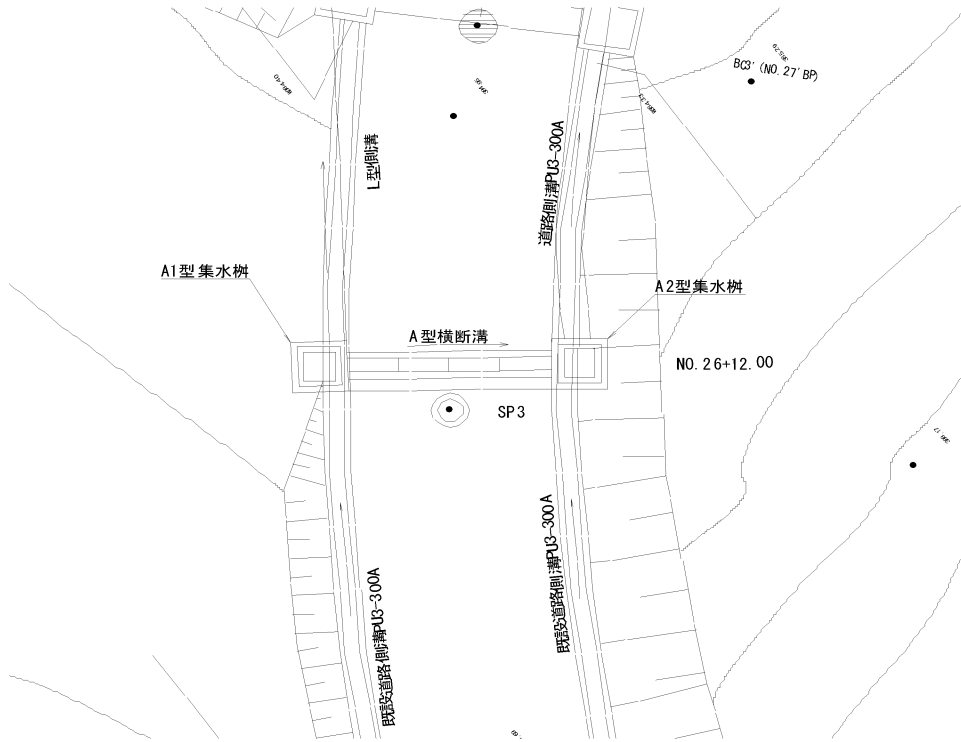 BC3' (NO. 27' BP)
L型側溝
道路側溝PU3-300A
A1型集水桝
A2型集水桝
A型横断溝
NO. 26+12.00
SP3
既設道路側溝PU3-300A
既設道路側溝PU3-300A